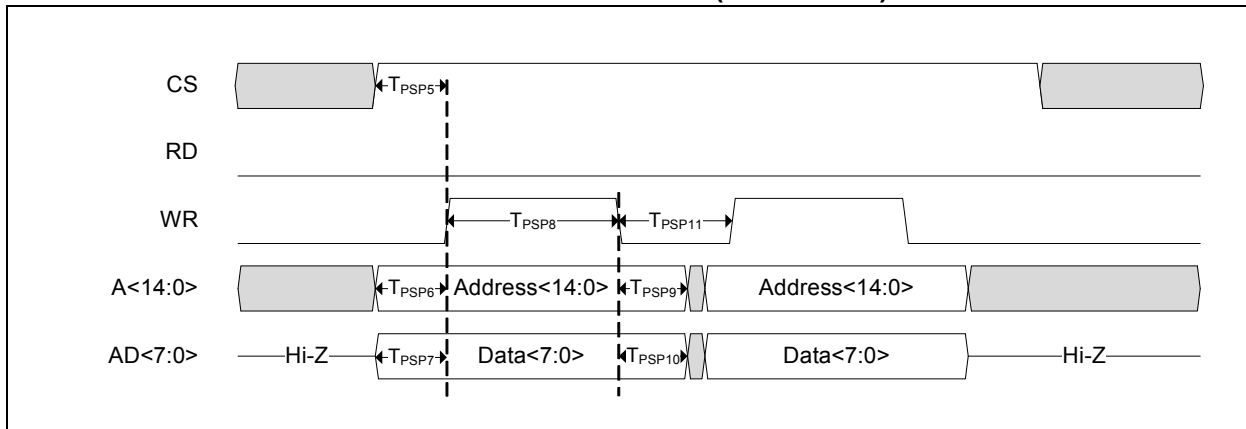 CS TPSP5
RD
WR TPSP8 TPSP11
A<14:0> TPSP6 Address<14:0> TPSP9 Address<14:0>
AD<7:0> Hi-Z TPSP7 Data<7:0> TPSP10 Data<7:0> Hi-Z